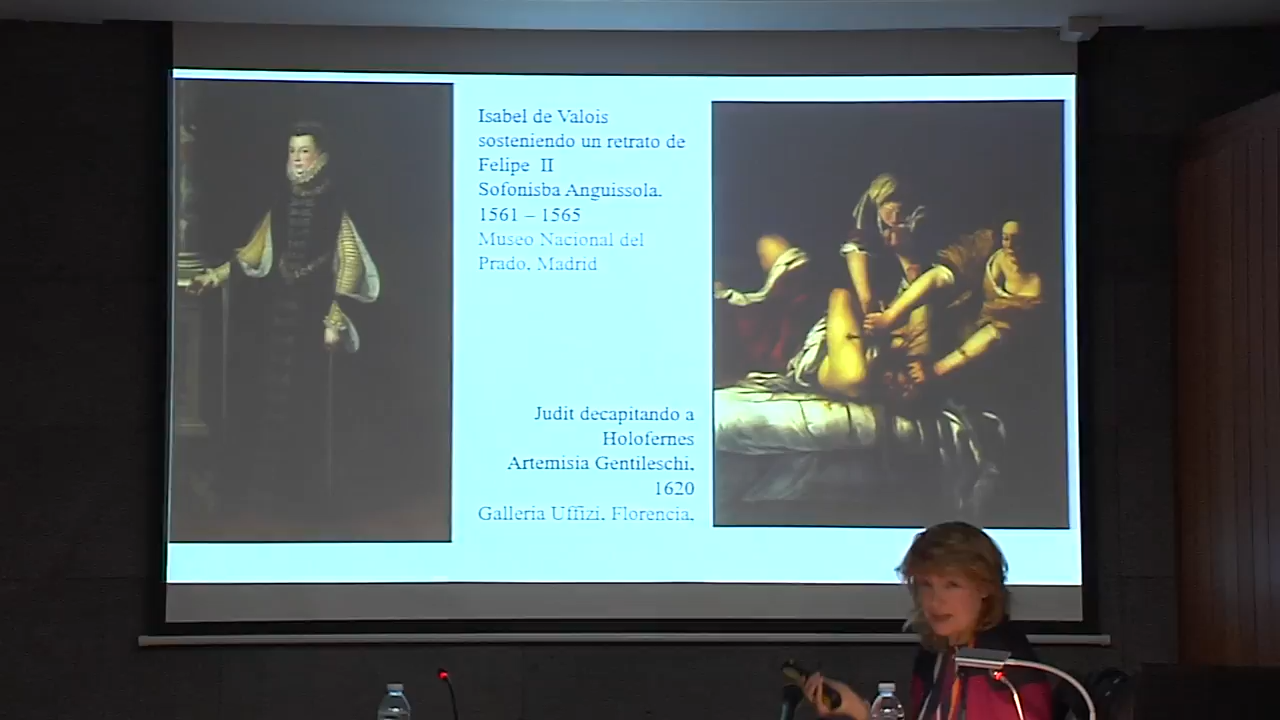 Isabel de Valois
sosteniendo un retrato de
Felipe II
Sofonisba Anguissola.
1561 – 1565
Museo Nacional del
Prado. Madrid
Judit decapitando a
Holofernes
Artemisia Gentileschi.
1620
Galleria Uffizi. Florencia.